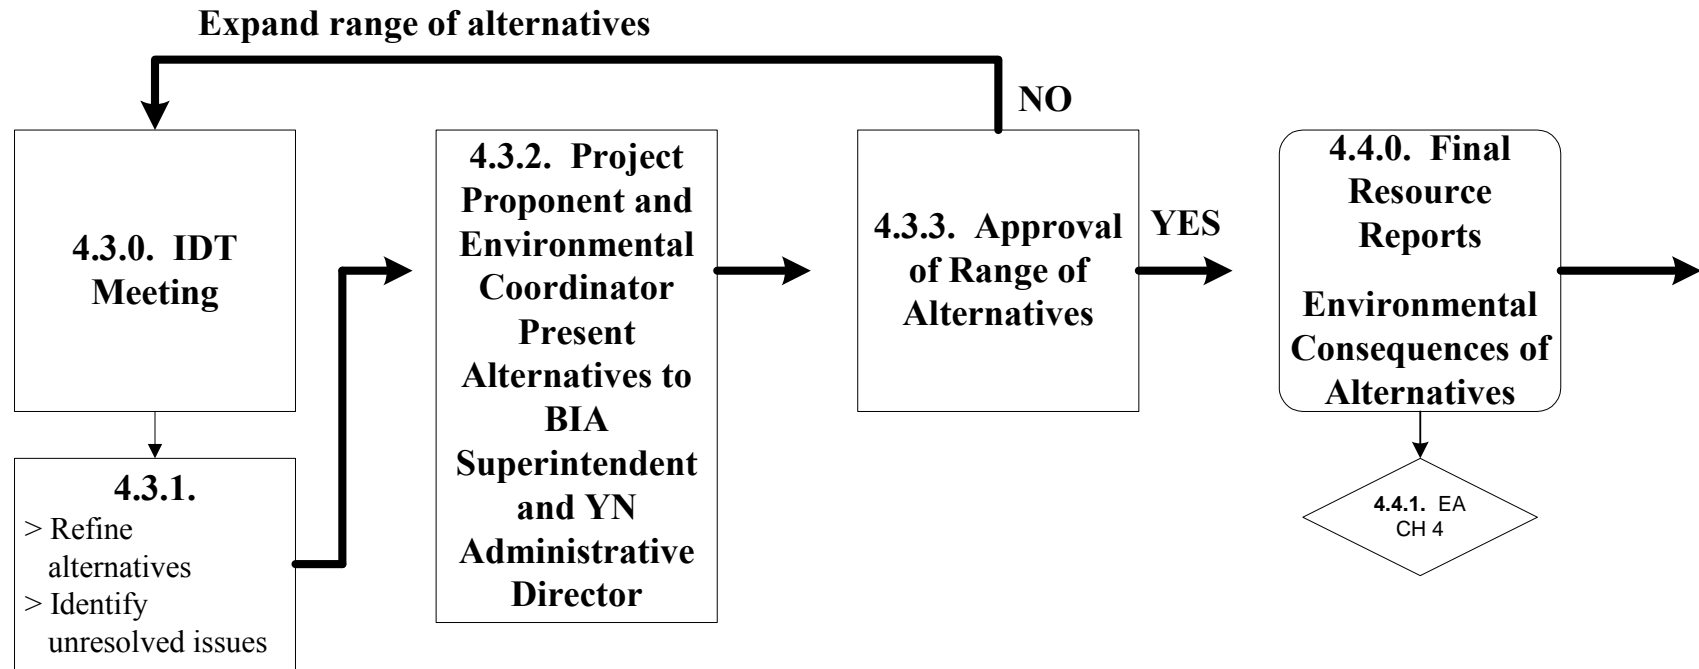 Expand range of alternatives
NO
4.3.0. IDT
Meeting
4.3.1.
> Refine
alternatives
> Identify
unresolved issues
4.3.2. Project
Proponent and
Environmental
Coordinator
Present
Alternatives to
BIA
Superintendent
and YN
Administrative
Director
4.3.3. Approval
of Range of
Alternatives
YES
4.4.0. Final
Resource
Reports
Environmental
Consequences of
Alternatives
4.4.1. EA
CH 4